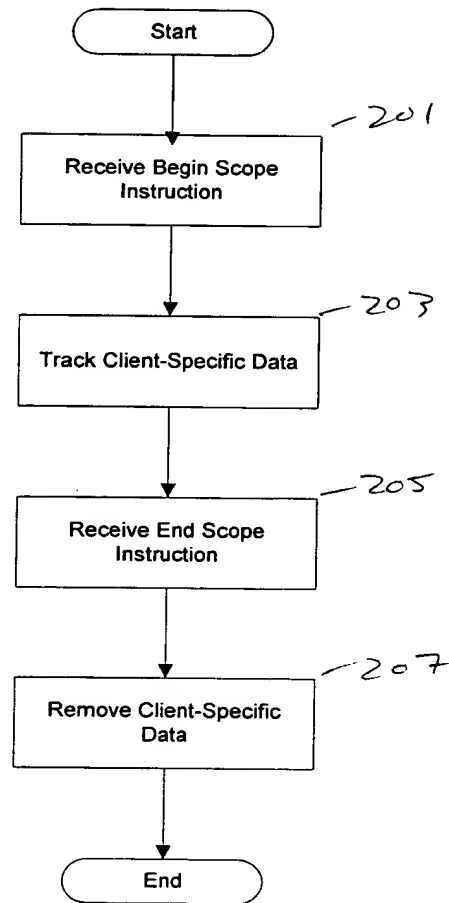 Start
201
Receive Begin Scope
Instruction
203
Track Client-Specific Data
205
Receive End Scope
Instruction
207
Remove Client-Specific
Data
End